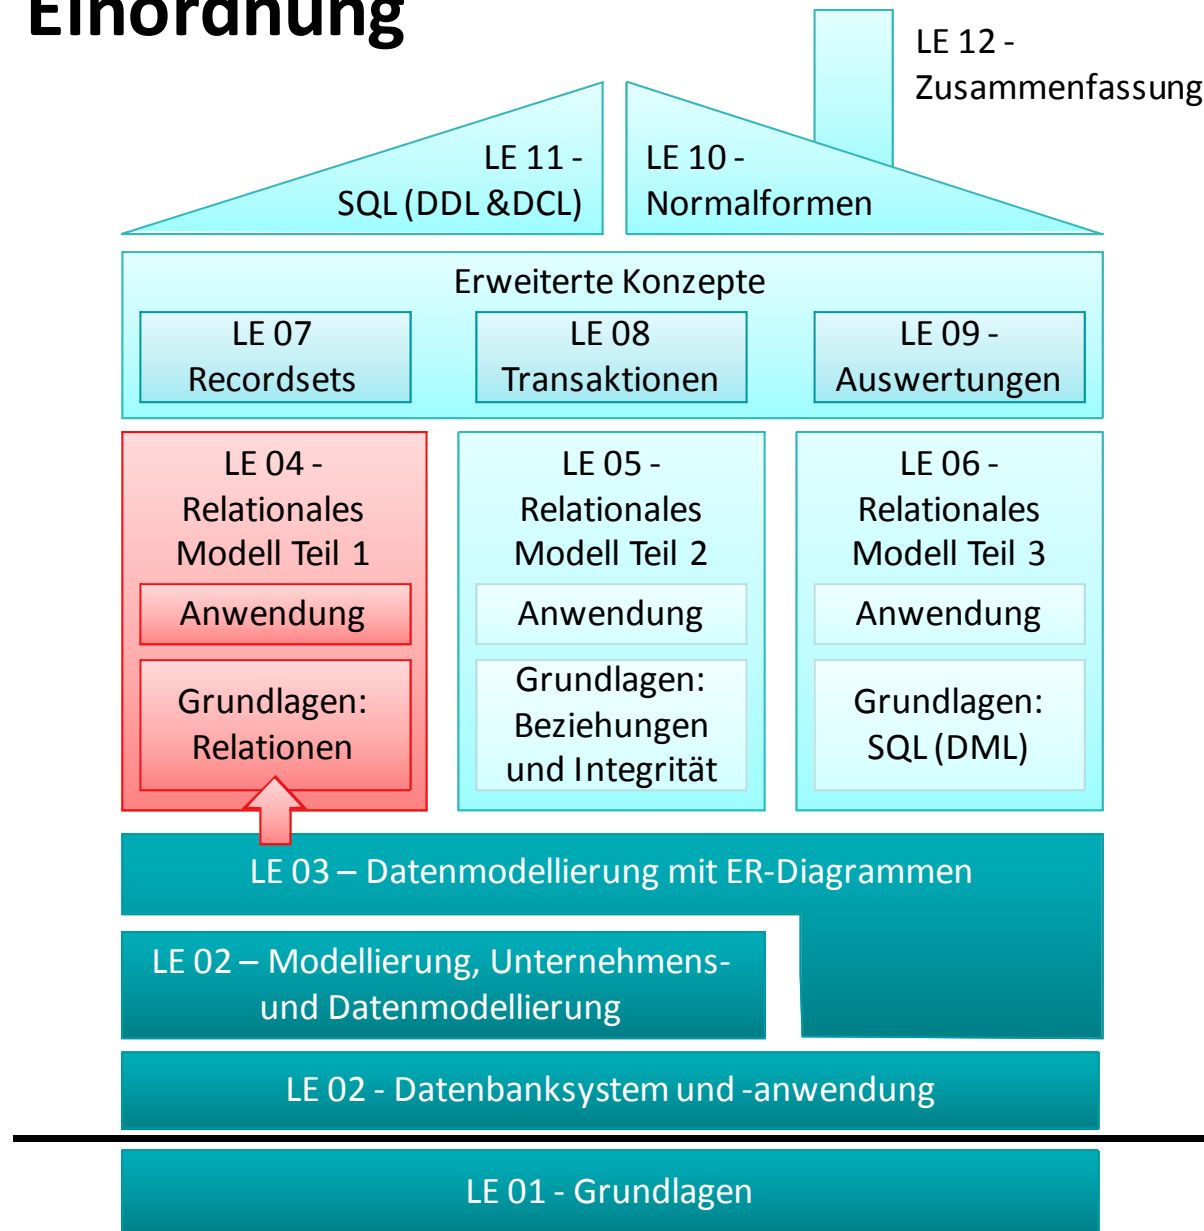 Einordnung
LE 12 -
Zusammenfassung
LE 11 -
SQL (DDL &DCL)
LE 10 -
Normalformen
Erweiterte Konzepte
LE 07
Recordsets
LE 08
Transaktionen
LE 09 -
Auswertungen
LE 04 -
Relationales
Modell Teil 1
Anwendung
Grundlagen:
Relationen
LE 05 -
Relationales
Modell Teil 2
Anwendung
Grundlagen:
Beziehungen
und Integrität
LE 06 -
Relationales
Modell Teil 3
Anwendung
Grundlagen:
SQL (DML)
LE 03 – Datenmodellierung mit ER-Diagrammen
LE 02 – Modellierung, Unternehmens-
und Datenmodellierung
LE 02 - Datenbanksystem und -anwendung
LE 01 - Grundlagen